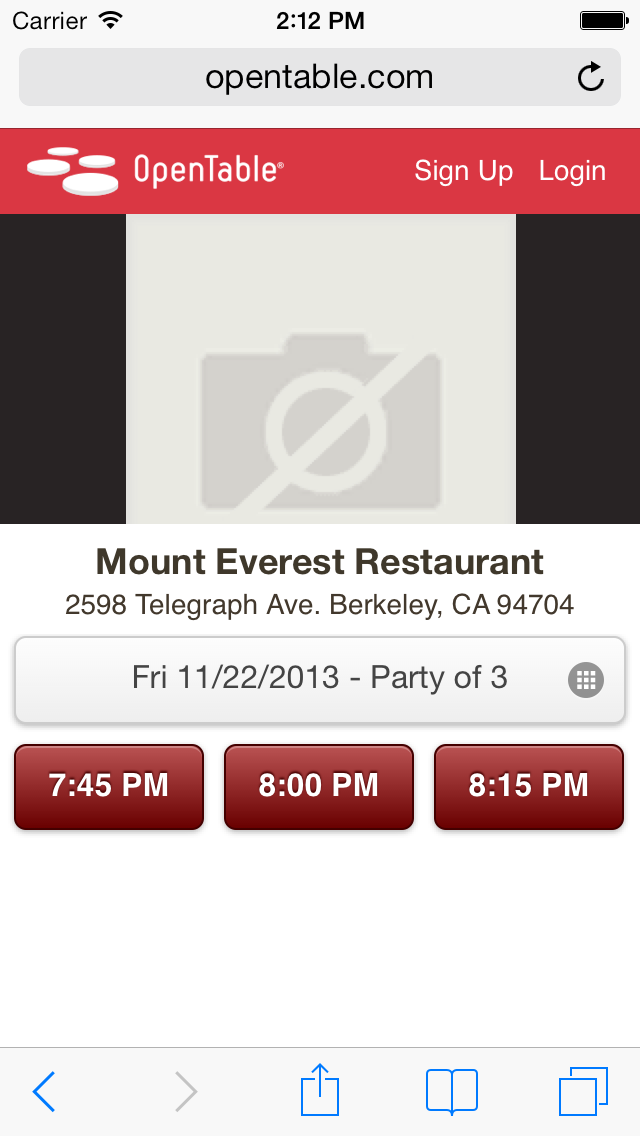 Carrier 2:12 PM
opentable.com
OpenTable® Sign Up Login
Mount Everest Restaurant
2598 Telegraph Ave. Berkeley, CA 94704
Fri 11/22/2013 - Party of 3
7:45 PM 8:00 PM 8:15 PM